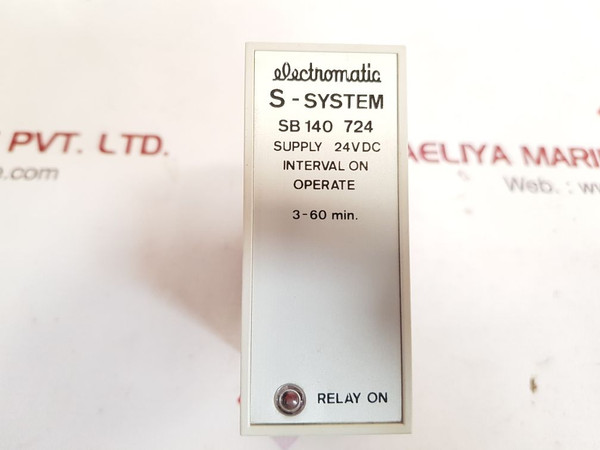 electromatic
S-SYSTEM
SB 140 724
SUPPLY 24VDC
INTERVAL ON
OPERATE
3-60 min.
RELAY ON
PVT. LTD.
.com
AELIYA MARI
Web. : w